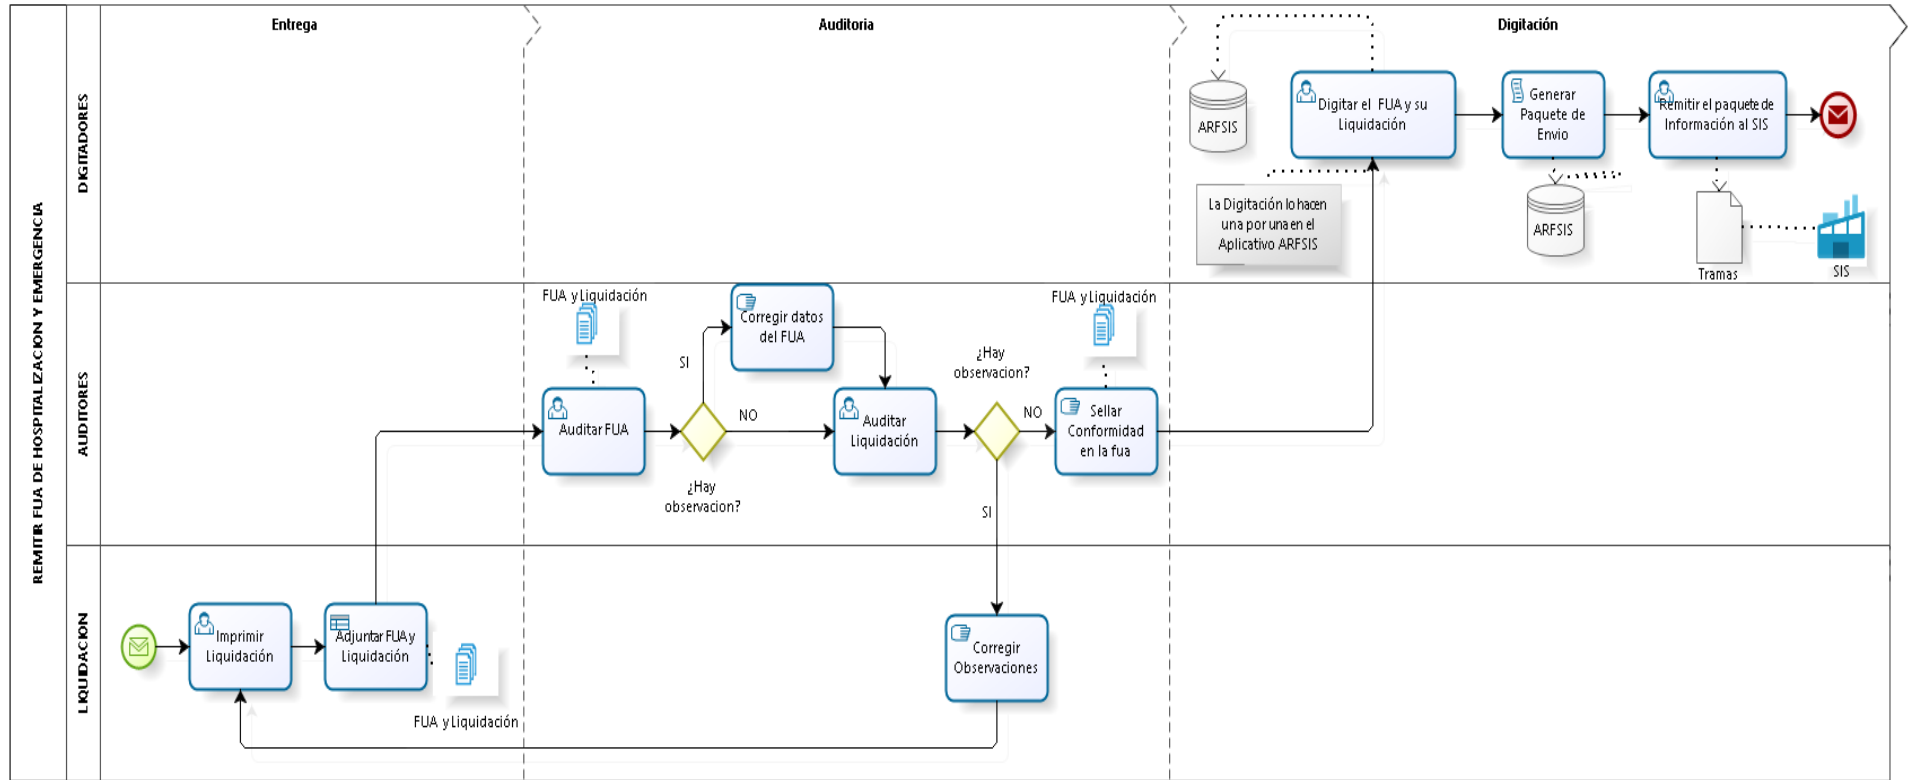 Entrega
Auditoria
Digitación
REMITIR FUA DE HOSPITALIZACION Y EMERGENCIA
DIGITADORES
ARFSIS
Digitar el FUA y su
Liquidación
Generar
Paquete de
Envio
Remitir el paquete de
Información al SIS
La Digitación lo hacen
una por una en el
Aplicativo ARFSIS
ARFSIS
Tramas
SIS
AUDITORES
FUA y Liquidación
Auditar FUA
¿Hay
observacion?
SI
NO
Corregir datos
del FUA
Auditar
Liquidación
¿Hay
observacion?
NO
SI
FUA y Liquidación
Sellar
Conformidad
en la fua
LIQUIDACION
Imprimir
Liquidación
Adjuntar FUA y
Liquidación
FUA y Liquidación
Corregir
Observaciones